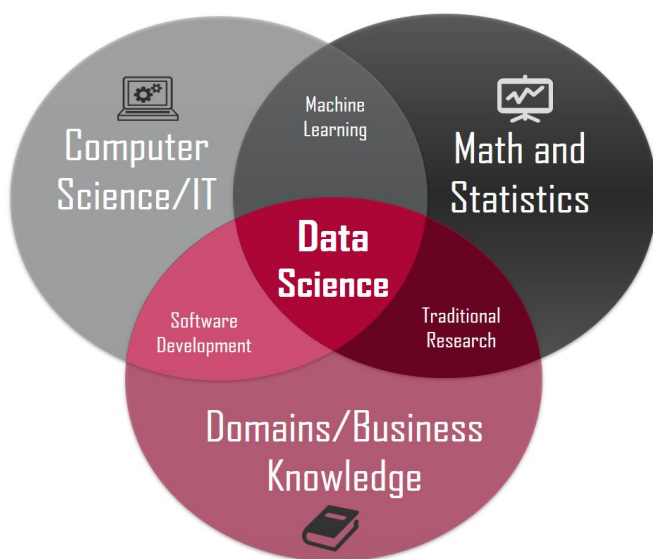 Machine
Learning
Computer
Science/IT
Math and
Statistics
Data
Science
Software
Development
Traditional
Research
Domains/Business
Knowledge